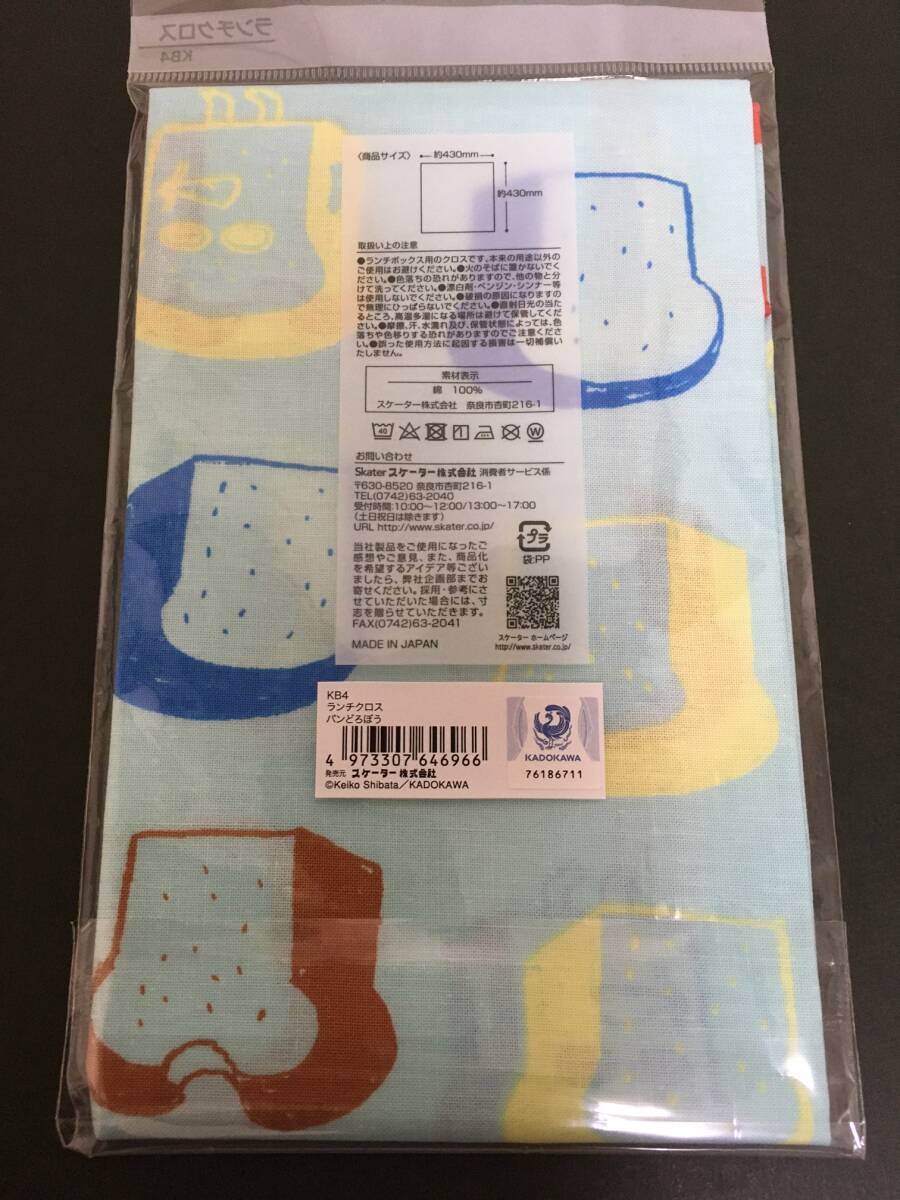 ランチクロス
KB4
〈商品サイズ〉
約430mm
約430mm
取扱い上の注意
●ランチボックス用のクロスです。本来の用途以外の
ご使用はお避けください。●火のそばに置かないでくだ
さい。●色落ちの恐れがありますので、他の物と分
けて洗ってください。●漂白剤・ベンジン・シンナー等
は使用しないでください。●破損の原因になりますの
で無理にひっぱらないでください。●直射日光の当た
るところ、高温多湿になる場所は避けて保管してくだ
さい。●摩擦、汗、水濡れ及び、保管状態によっては、色
落ちや色移りする恐れがありますのでご注意くださ
い。●誤った使用方法に起因する損害は一切補償い
たしません。
素材表示
綿 100%
スケーター株式会社 奈良市杏町216-1
40
お問い合わせ
Skater スケーター株式会社 消費者サービス係
〒630-8520 奈良市杏町216-1
TEL(0742)63-2040
受付時間:10:00~12:00/13:00~17:00
(土日祝日は除きます)
URL http://www.skater.co.jp/
当社製品をご使用になったご
感想やご意見、また、商品化
を希望するアイデア等ござい
ましたら、弊社企画部までお
寄せください。採用・参考にさ
せていただいた場合には、寸
志を贈らせていただきます。
FAX(0742)63-2041
MADE IN JAPAN
プラ
袋:PP
スケーター ホームページ
http://www.skater.co.jp/
KB4
ランチクロス
パンどろぼう
4 973307 646966
発売元 スケーター株式会社
©Keiko Shibata/KADOKAWA
KADOKAWA
76186711